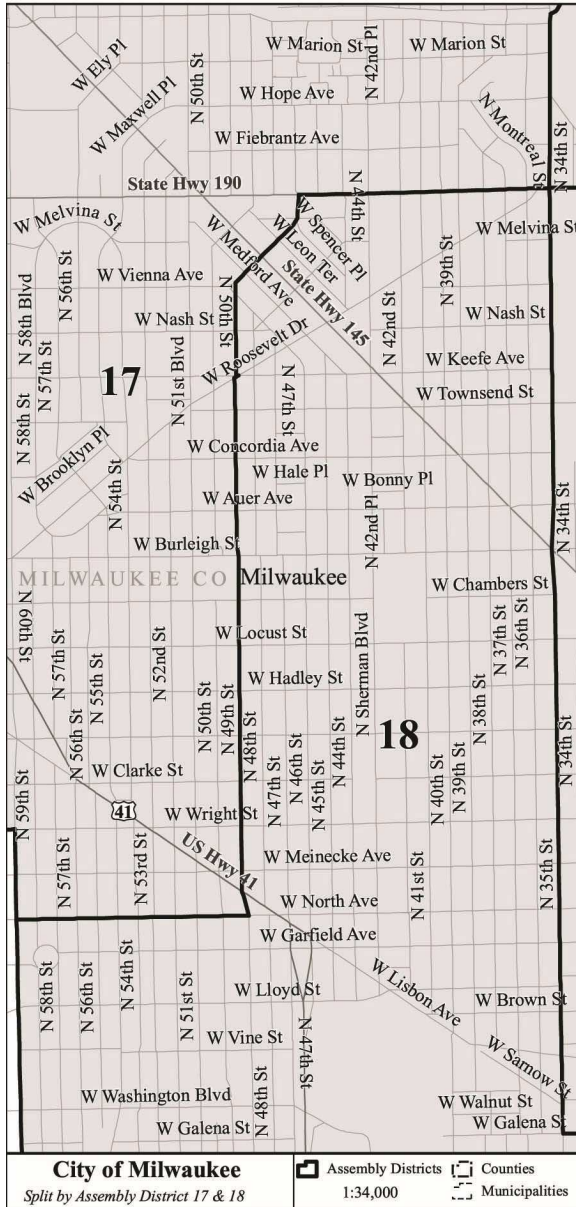 W Marion St
N 42nd Pl
W Marion St
W Ely Pl
N 50th St
W Hope Ave
W Maxwell Pl
N Montreal St
N 34th St
W Fiebrantz Ave
State Hwy 190
N 44th St
W Melvina St
W Spencer Pl
W Leon Ter
W Medford Ave
W Melvina St
N 56th St
W Vienna Ave
State Hwy 145
N 39th St
N 58th Blvd
N 50th St
W Nash St
N 42nd St
W Nash St
W Roosevelt Dr
N 57th St
17
N 51st Blvd
W Keefe Ave
N 47th St
W Townsend St
N 58th St
W Brooklyn Pl
W Concordia Ave
W Hale Pl
W Bonny Pl
N 54th St
W Auer Ave
N 42nd Pl
N 34th St
W Burleigh St
MILWAUKEE CO
Milwaukee
W Chambers St
N 60th St
W Locust St
N 57th St
N 55th St
N 52nd St
N Sherman Blvd
N 37th St
N 36th St
W Hadley St
N 50th St
N 49th St
N 48th St
N 38th St
N 56th St
18
N 34th St
N 47th St
N 46th St
N 45th St
N 44th St
N 40th St
N 39th St
W Clarke St
N 59th St
41
W Wright St
US Hwy 41
W Meinecke Ave
N 57th St
N 53rd St
N 41st St
N 35th St
W North Ave
W Garfield Ave
N 58th St
N 56th St
N 54th St
N 51st St
W Lloyd St
W Lisbon Ave
W Brown St
W Vine St
N 47th St
W Sarnow St
N 48th St
W Washington Blvd
W Walnut St
W Galena St
W Galena St
City of Milwaukee
Split by Assembly District 17 & 18
Assembly Districts
Counties
1:34,000
Municipalities